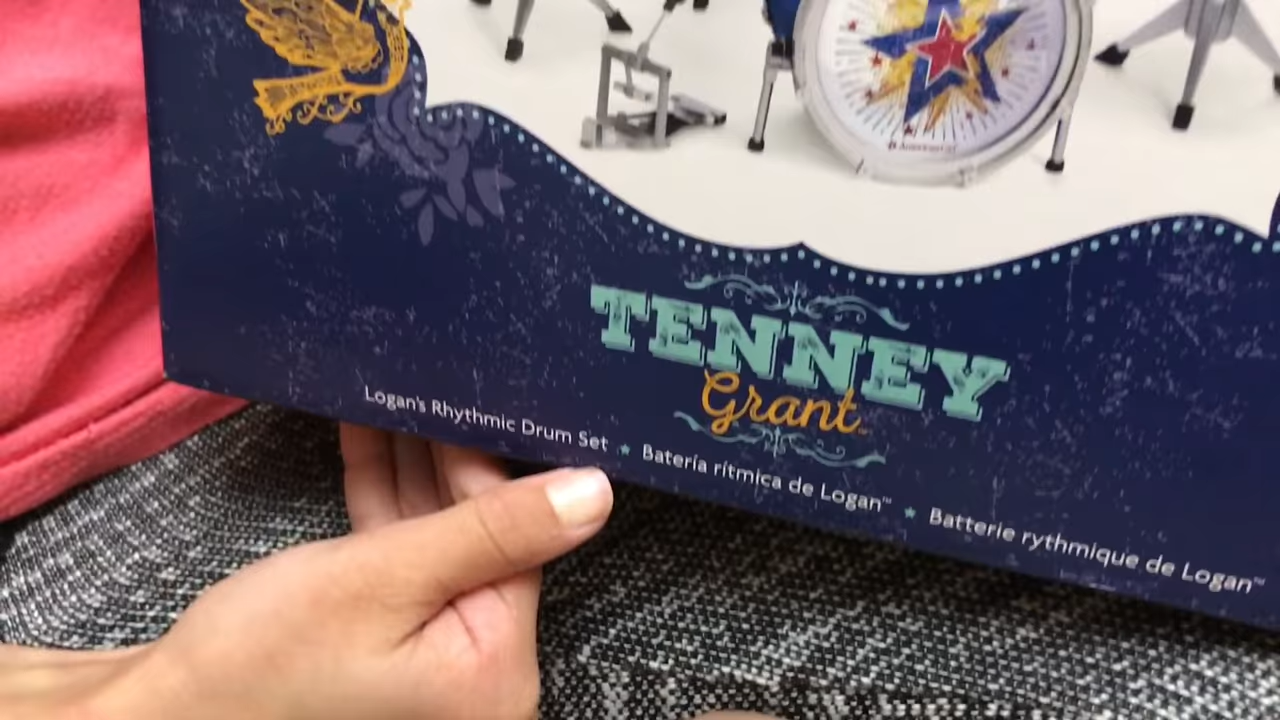 TENNEY
Grant
Logan's Rhythmic Drum Set ★ Batería rítmica de Logan™ ★ Batterie rythmique de Logan™